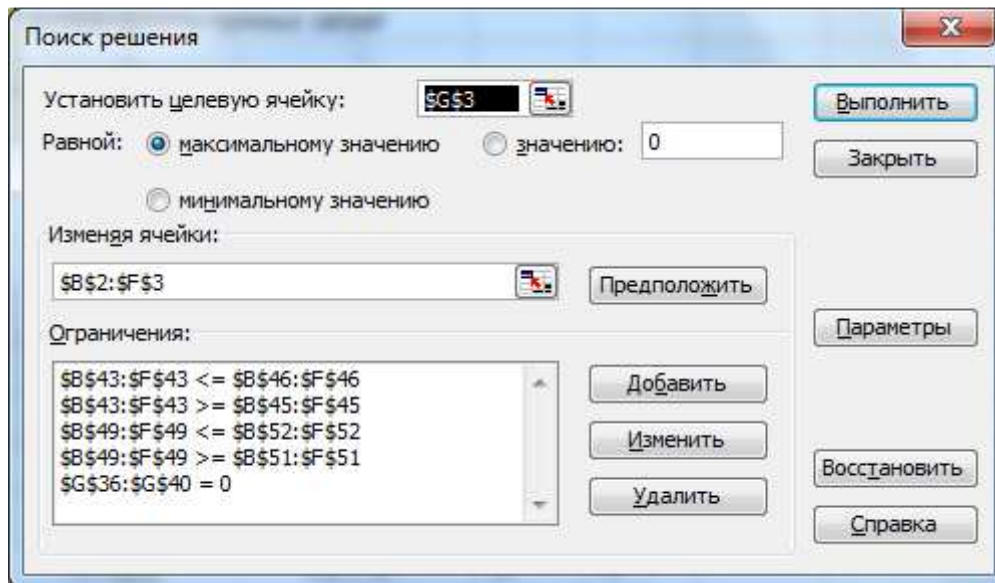 Поиск решения
Установить целевую ячейку: $G$3
Равной: максимальному значению значению: 0
минимальному значению
Изменяя ячейки:
$B$2:$F$3
Предположить
Ограничения:
$B$43:$F$43 <= $B$46:$F$46
$B$43:$F$43 >= $B$45:$F$45
$B$49:$F$49 <= $B$52:$F$52
$B$49:$F$49 >= $B$51:$F$51
$G$36:$G$40 = 0
Добавить
Изменить
Удалить
Выполнить
Закрыть
Параметры
Восстановить
Справка